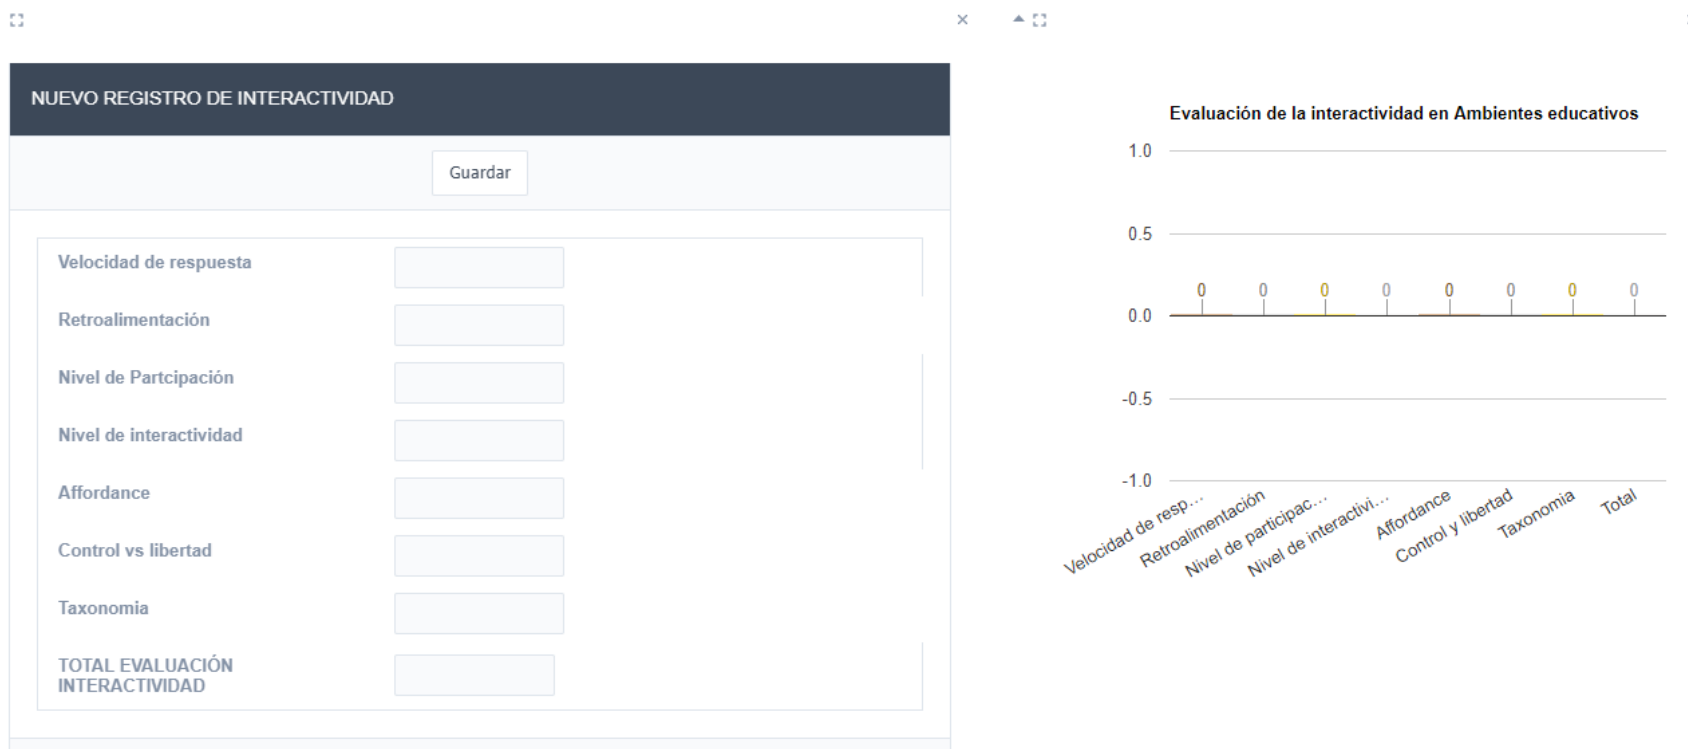 NUEVO REGISTRO DE INTERACTIVIDAD
Guardar
Velocidad de respuesta
Retroalimentación
Nivel de Partcipación
Nivel de interactividad
Affordance
Control vs libertad
Taxonomia
TOTAL EVALUACIÓN
INTERACTIVIDAD
Evaluación de la interactividad en Ambientes educativos
1.0
0.5
0 0 0 0 0 0 0 0
0.0
-0.5
-1.0
Velocidad de resp...
Retroalimentación
Nivel de participac...
Nivel de interactivi...
Affordance
Control y libertad
Taxonomia
Total